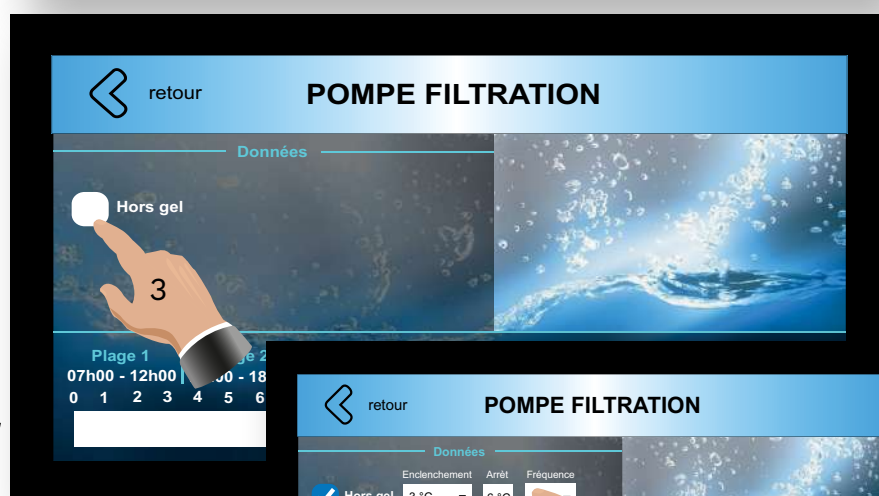 retour POMPE FILTRATION
Données
Hors gel
3
Plage 1
07h00 - 12h00
0 1 2 3 4 5 6
retour POMPE FILTRATION
Données
Enclenchement Arrêt Fréquence
Hors gel